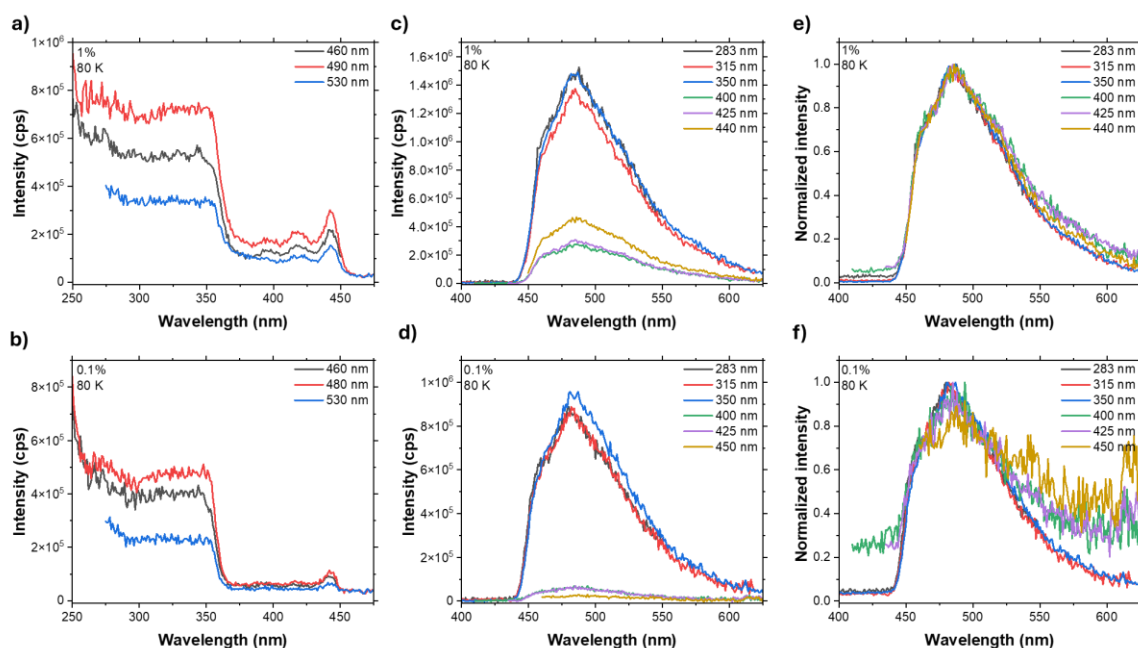 a)
1%
80 K
460 nm
490 nm
530 nm
1×10⁶
8×10⁵
6×10⁵
4×10⁵
2×10⁵
0
Intensity (cps)
250 300 350 400 450
Wavelength (nm)
c)
1%
80 K
283 nm
315 nm
350 nm
400 nm
425 nm
440 nm
1.6×10⁶
1.4×10⁶
1.2×10⁶
1.0×10⁶
8.0×10⁵
6.0×10⁵
4.0×10⁵
2.0×10⁵
0.0
Intensity (cps)
400 450 500 550 600
Wavelength (nm)
e)
1%
80 K
283 nm
315 nm
350 nm
400 nm
425 nm
440 nm
1.0
0.8
0.6
0.4
0.2
0.0
Normalized intensity
400 450 500 550 600
Wavelength (nm)
b)
0.1%
80 K
460 nm
480 nm
530 nm
8×10⁵
6×10⁵
4×10⁵
2×10⁵
0
Intensity (cps)
250 300 350 400 450
Wavelength (nm)
d)
0.1%
80 K
283 nm
315 nm
350 nm
400 nm
425 nm
450 nm
1×10⁶
8×10⁵
6×10⁵
4×10⁵
2×10⁵
0
Intensity (cps)
400 450 500 550 600
Wavelength (nm)
f)
0.1%
80 K
283 nm
315 nm
350 nm
400 nm
425 nm
450 nm
1.0
0.8
0.6
0.4
0.2
0.0
Normalized intensity
400 450 500 550 600
Wavelength (nm)